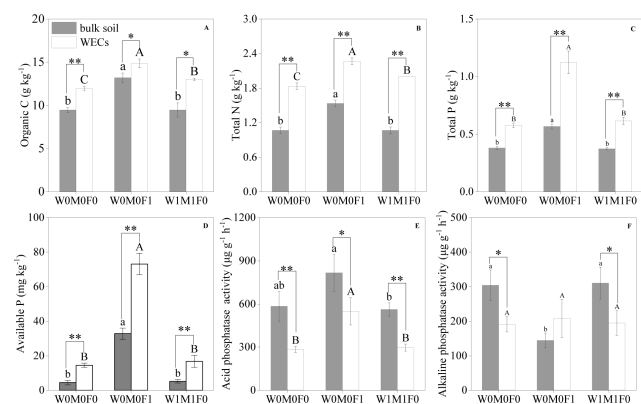 A
bulk soil
WECs
Organic C (g kg⁻¹)
25
20
15
10
5
0
** * *
b C a A b B
W0M0F0 W0M0F1 W1M1F0
B
Total N (g kg⁻¹)
3.0
2.4
1.8
1.2
0.6
0.0
** ** **
b C a A b B
W0M0F0 W0M0F1 W1M1F0
C
Total P (g kg⁻¹)
1.5
1.0
0.5
0.0
** ** **
b B a A b B
W0M0F0 W0M0F1 W1M1F0
D
Available P (mg kg⁻¹)
100
80
60
40
20
0
** ** **
b B a A b B
W0M0F0 W0M0F1 W1M1F0
E
Acid phosphatase activity (μg g⁻¹ h⁻¹)
1200
900
600
300
0
** * **
ab B a A b B
W0M0F0 W0M0F1 W1M1F0
F
Alkaline phosphatase activity (μg g⁻¹ h⁻¹)
500
400
300
200
100
0
* *
a A b A a A
W0M0F0 W0M0F1 W1M1F0